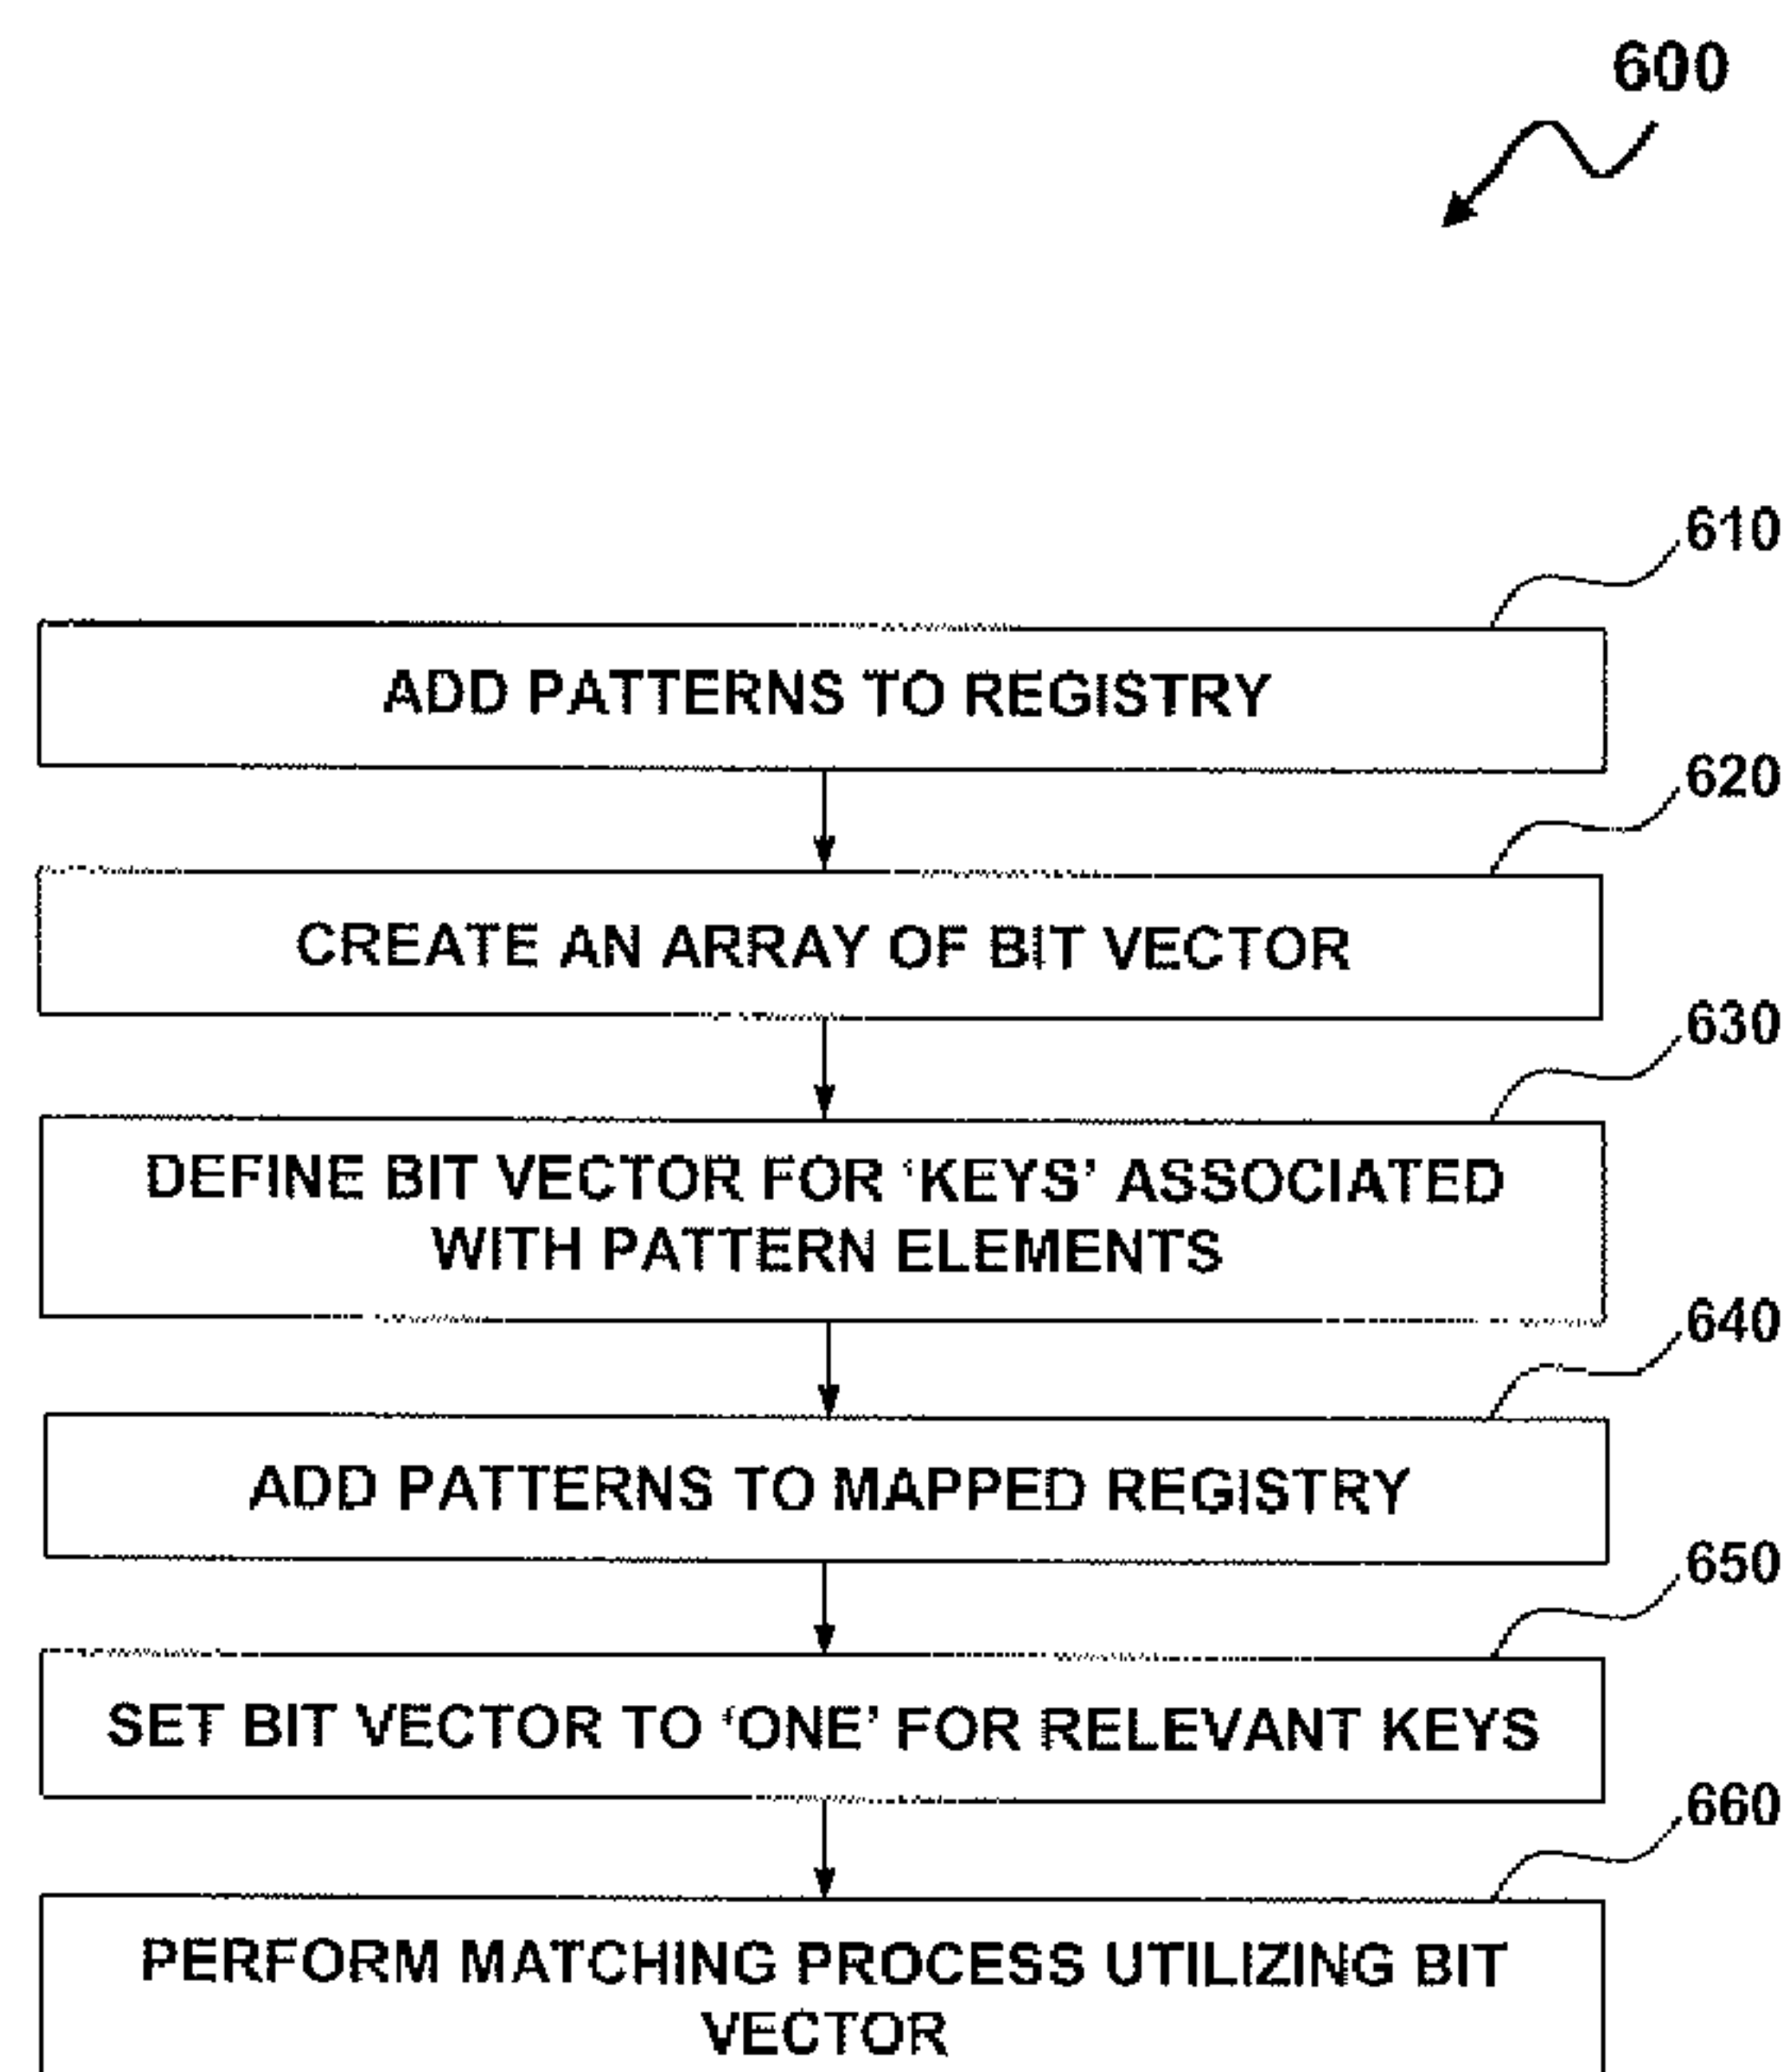 600
610
ADD PATTERNS TO REGISTRY
620
CREATE AN ARRAY OF BIT VECTOR
630
DEFINE BIT VECTOR FOR ‘KEYS’ ASSOCIATED
WITH PATTERN ELEMENTS
640
ADD PATTERNS TO MAPPED REGISTRY
650
SET BIT VECTOR TO ‘ONE’ FOR RELEVANT KEYS
660
PERFORM MATCHING PROCESS UTILIZING BIT
VECTOR